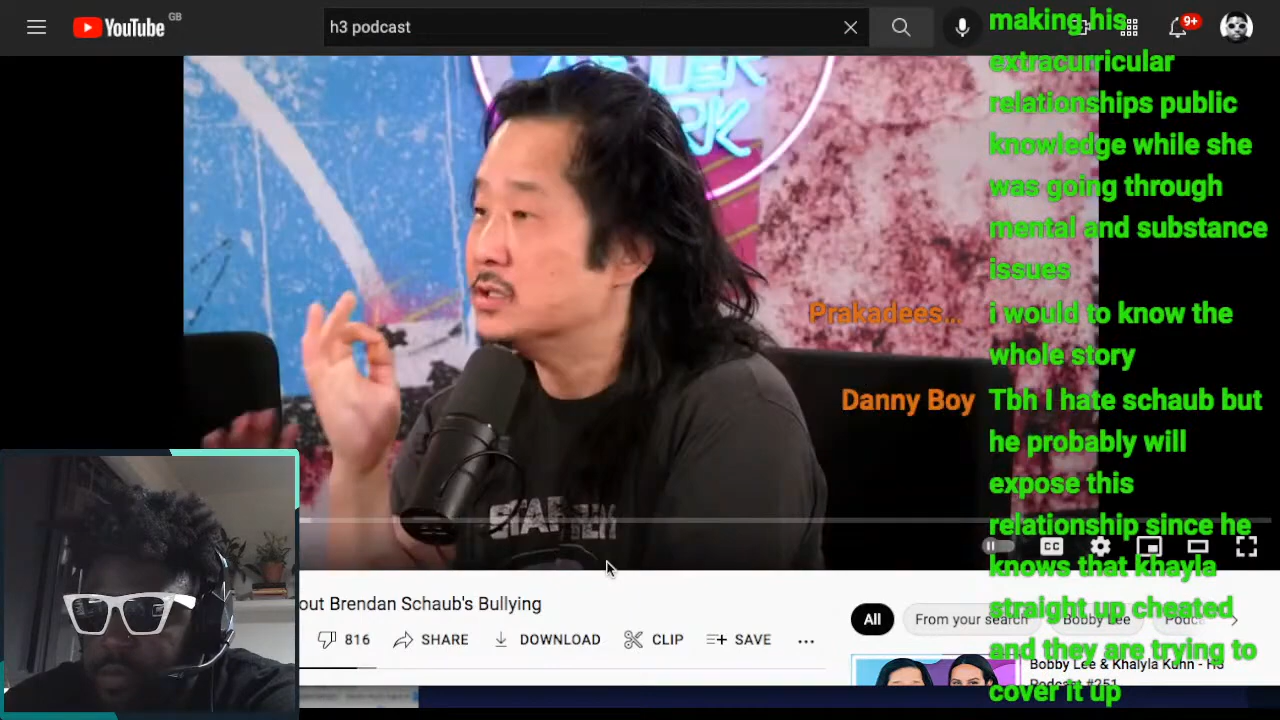 YouTube GB
h3 podcast
9+
making his
extracurricular
relationships public
knowledge while she
was going through
mental and substance
issues
Prakadees... i would to know the
whole story
Danny Boy Tbh I hate schaub but
he probably will
expose this
relationship since he
knows that khayla
straight up cheated
and they are trying to
cover it up
CC
out Brendan Schaub's Bullying
816 SHARE DOWNLOAD CLIP SAVE
All From your search Bobby Lee
Bobby Lee & Khalyla Kuhn - H3
Podcast #251